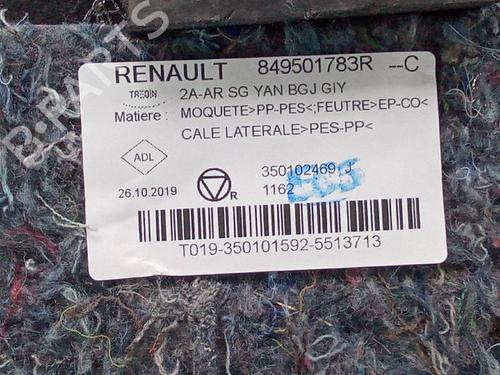 RENAULT 849501783R --C
2A-AR SG YAN BGJ GIY
Matiere : MOQUETE>PP-PES<;FEUTRE>EP-CO<
CALE LATERALE>PES-PP<
ADL
350102469 J
26.10.2019
R
1162
T019-350101592-5513713
B-PARTS